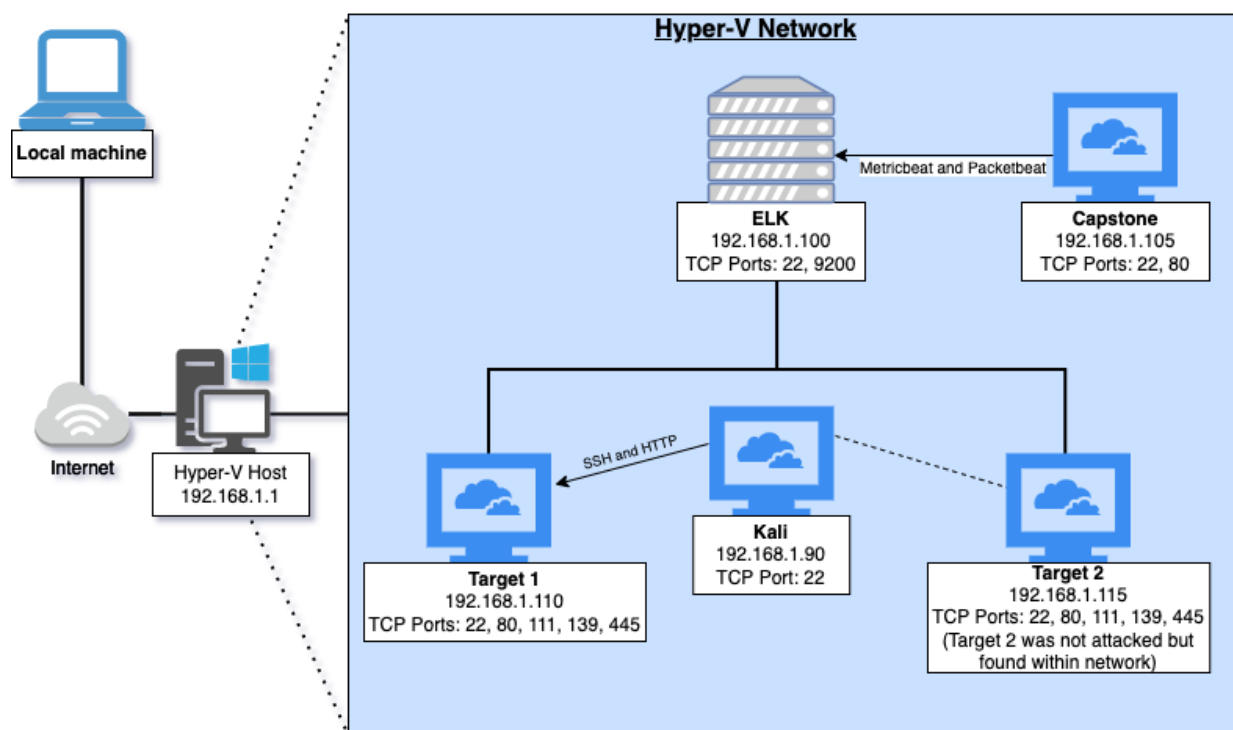 Hyper-V Network
Local machine
Metricbeat and Packetbeat
ELK
192.168.1.100
TCP Ports: 22, 9200
Capstone
192.168.1.105
TCP Ports: 22, 80
Internet
Hyper-V Host
192.168.1.1
SSH and HTTP
Target 1
192.168.1.110
TCP Ports: 22, 80, 111, 139, 445
Kali
192.168.1.90
TCP Port: 22
Target 2
192.168.1.115
TCP Ports: 22, 80, 111, 139, 445
(Target 2 was not attacked but
found within network)